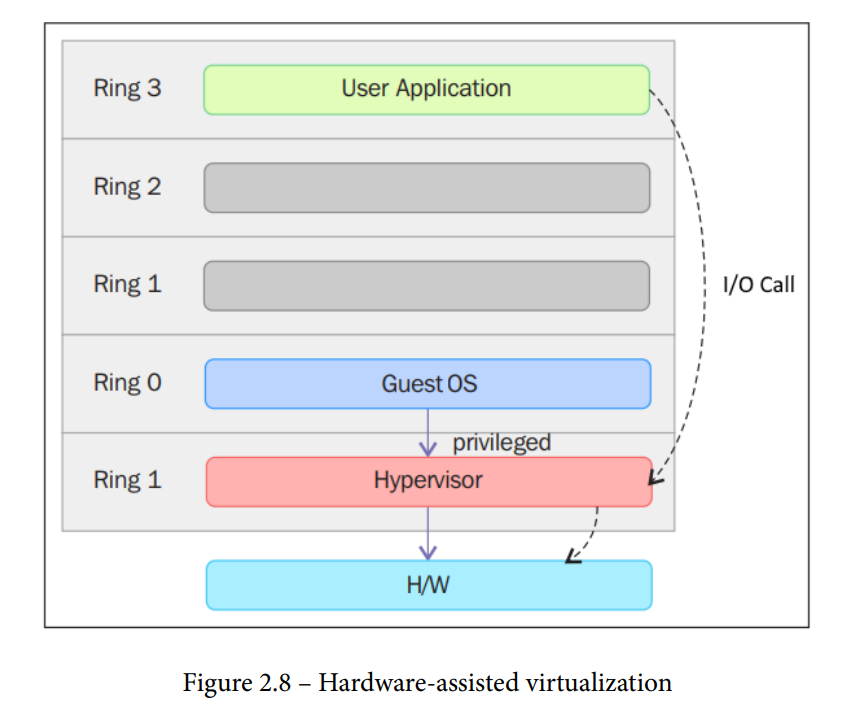 Ring 3
User Application
Ring 2
Ring 1
I/O Call
Ring 0
Guest OS
privileged
Ring 1
Hypervisor
H/W
Figure 2.8 – Hardware-assisted virtualization